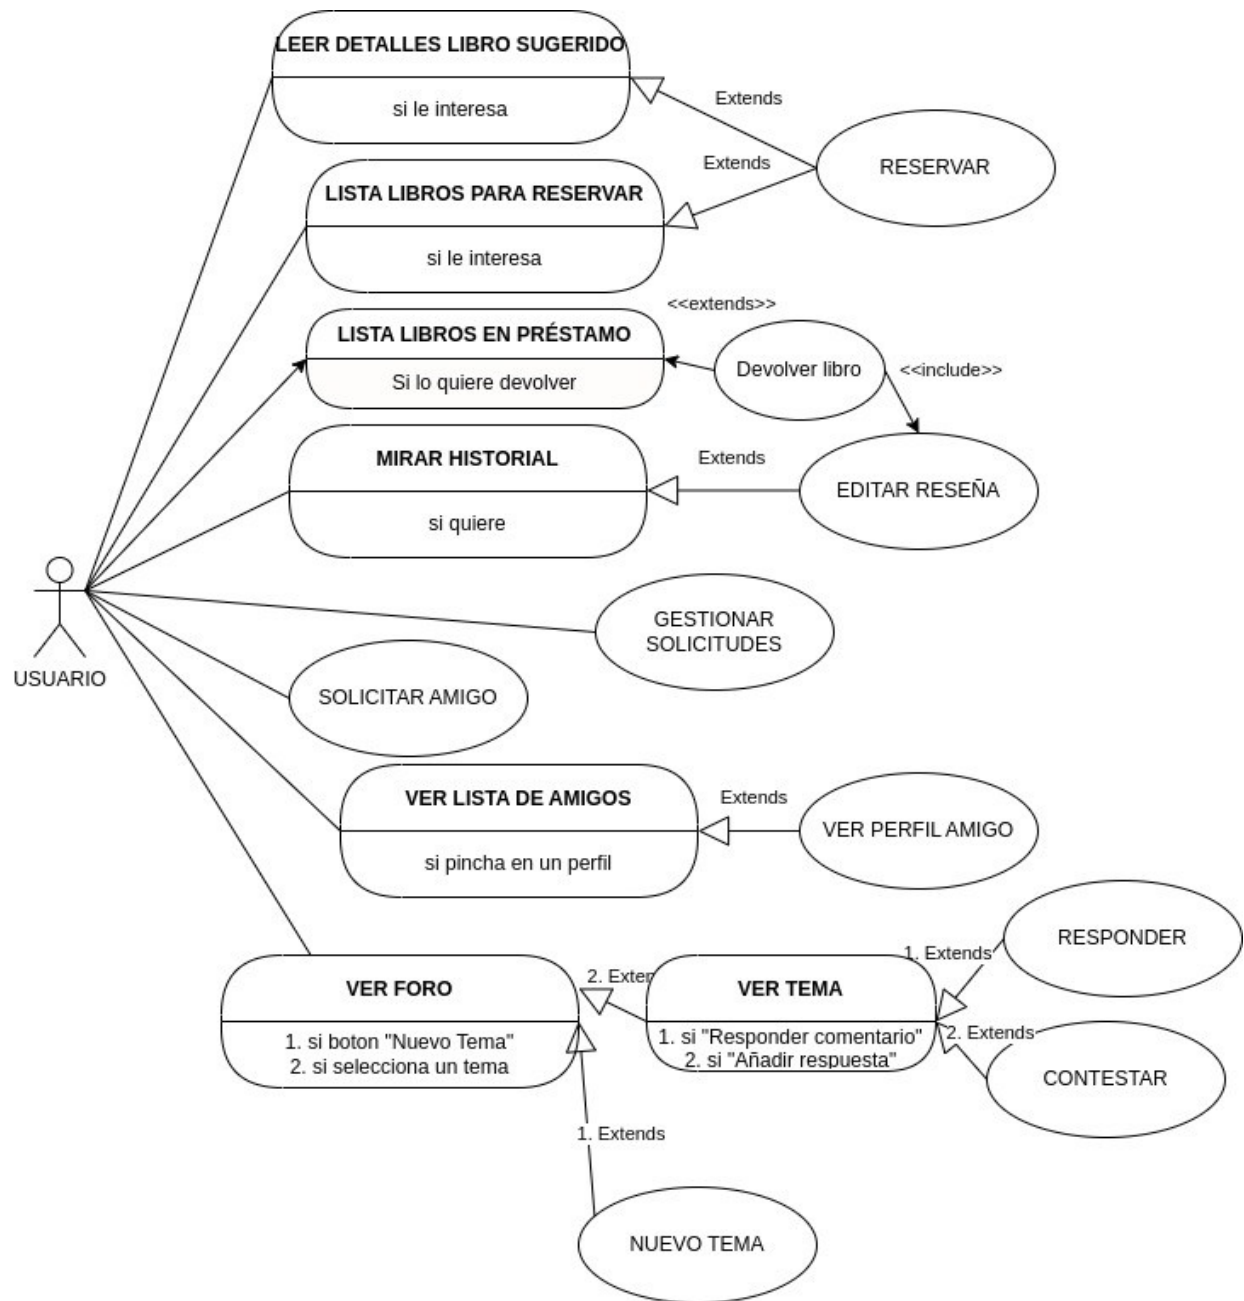 LEER DETALLES LIBRO SUGERIDO
si le interesa
Extends
Extends
RESERVAR
LISTA LIBROS PARA RESERVAR
si le interesa
<<extends>>
LISTA LIBROS EN PRÉSTAMO
Si lo quiere devolver
Devolver libro
<<include>>
MIRAR HISTORIAL
si quiere
Extends
EDITAR RESEÑA
USUARIO
GESTIONAR
SOLICITUDES
SOLICITAR AMIGO
VER LISTA DE AMIGOS
si pincha en un perfil
Extends
VER PERFIL AMIGO
VER FORO
1. si boton "Nuevo Tema"
2. si selecciona un tema
2. Exten
VER TEMA
1. si "Responder comentario"
2. si "Añadir respuesta"
1. Extends
RESPONDER
2. Extends
CONTESTAR
1. Extends
NUEVO TEMA